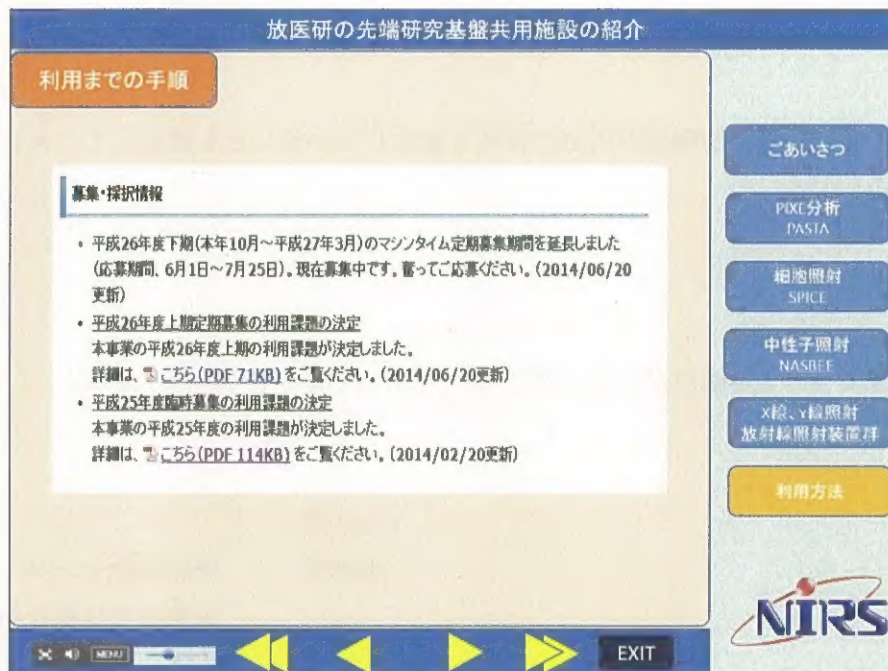 放医研の先端研究基盤共用施設の紹介
利用までの手順
募集・採択情報
• 平成26年度下期(本年10月～平成27年3月)のマシンタイム定期募集期間を延長しました
(応募期間、6月1日～7月25日)。現在募集中です。奮ってご応募ください。(2014/06/20
更新)
• 平成26年度上期定期募集の利用課題の決定
本事業の平成26年度上期の利用課題が決定しました。
詳細は、こちら(PDF 71KB)をご覧ください。(2014/06/20更新)
• 平成25年度臨時募集の利用課題の決定
本事業の平成25年度の利用課題が決定しました。
詳細は、こちら(PDF 114KB)をご覧ください。(2014/02/20更新)
ごあいさつ
PIXE分析
PASTA
細胞照射
SPICE
中性子照射
NASBEE
X線、γ線照射
放射線照射装置群
利用方法
NIRS
MENU
EXIT